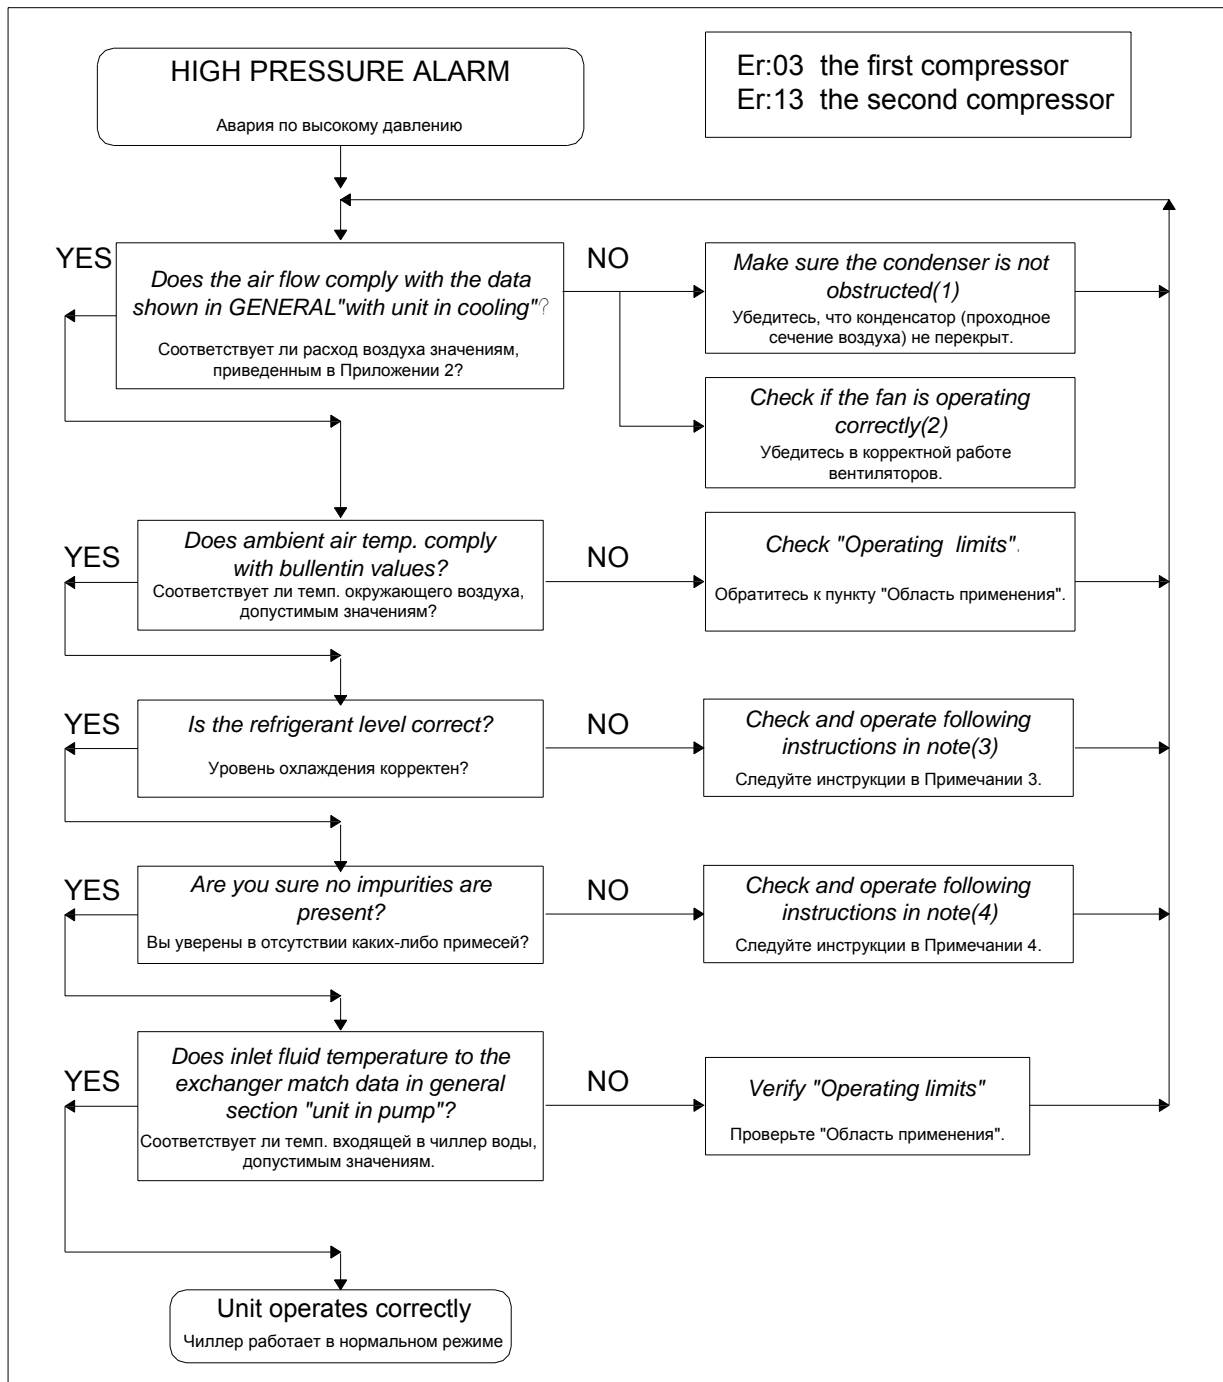 HIGH PRESSURE ALARM
Авария по высокому давлению
Er:03 the first compressor
Er:13 the second compressor
YES
Does the air flow comply with the data
shown in GENERAL"with unit in cooling"?
Соответствует ли расход воздуха значениям,
приведенным в Приложении 2?
NO
Make sure the condenser is not
obstructed(1)
Убедитесь, что конденсатор (проходное
сечение воздуха) не перекрыт.
Check if the fan is operating
correctly(2)
Убедитесь в корректной работе
вентиляторов.
YES
Does ambient air temp. comply
with bullentin values?
Соответствует ли темп. окружающего воздуха,
допустимым значениям?
NO
Check "Operating limits".
Обратитесь к пункту "Область применения".
YES
Is the refrigerant level correct?
Уровень охлаждения корректен?
NO
Check and operate following
instructions in note(3)
Следуйте инструкции в Примечании 3.
YES
Are you sure no impurities are
present?
Вы уверены в отсутствии каких-либо примесей?
NO
Check and operate following
instructions in note(4)
Следуйте инструкции в Примечании 4.
YES
Does inlet fluid temperature to the
exchanger match data in general
section "unit in pump"?
Соответствует ли темп. входящей в чиллер воды,
допустимым значениям.
NO
Verify "Operating limits"
Проверьте "Область применения".
Unit operates correctly
Чиллер работает в нормальном режиме